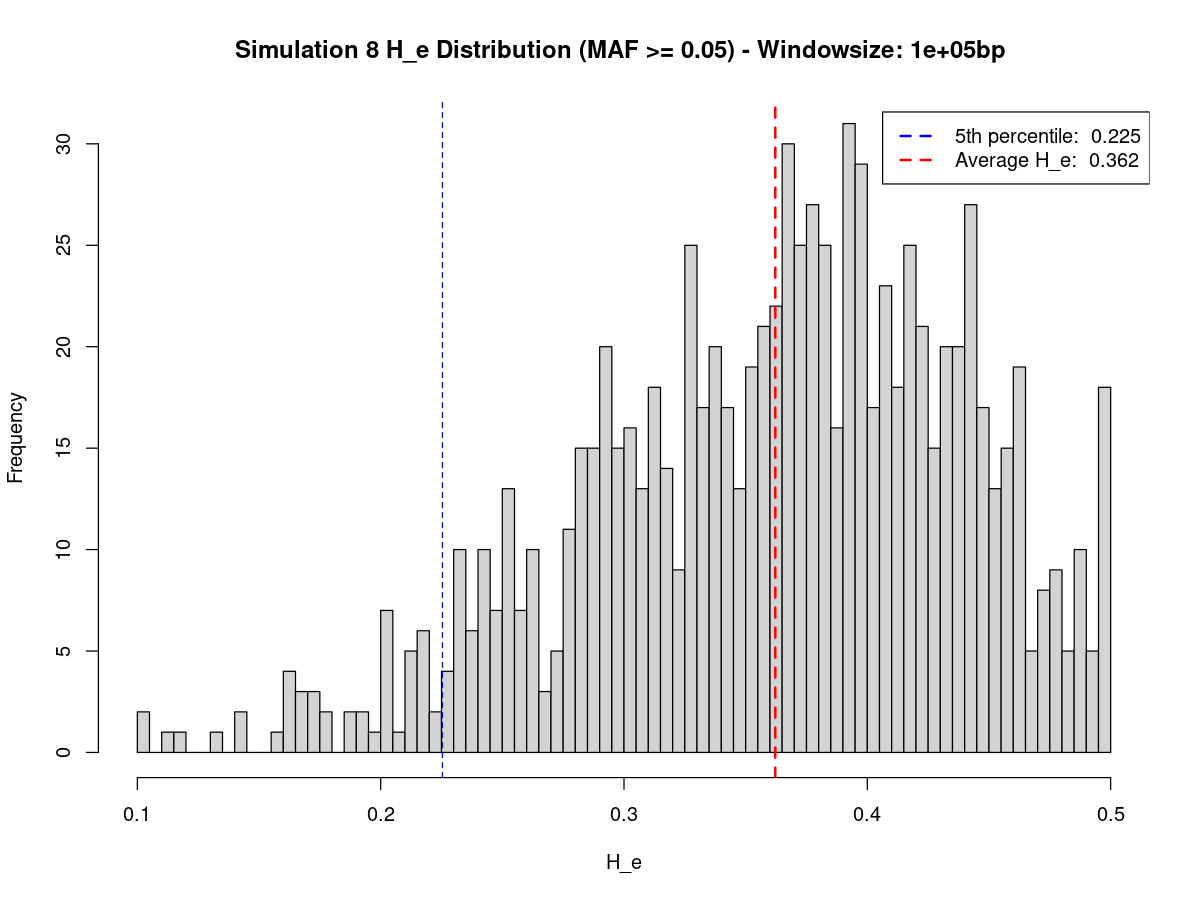 Simulation 8 H_e Distribution (MAF >= 0.05) - Windowsize: 1e+05bp
5th percentile:  0.225
Average H_e:  0.362
Frequency
30
25
20
15
10
5
0
0.1 0.2 0.3 0.4 0.5
H_e